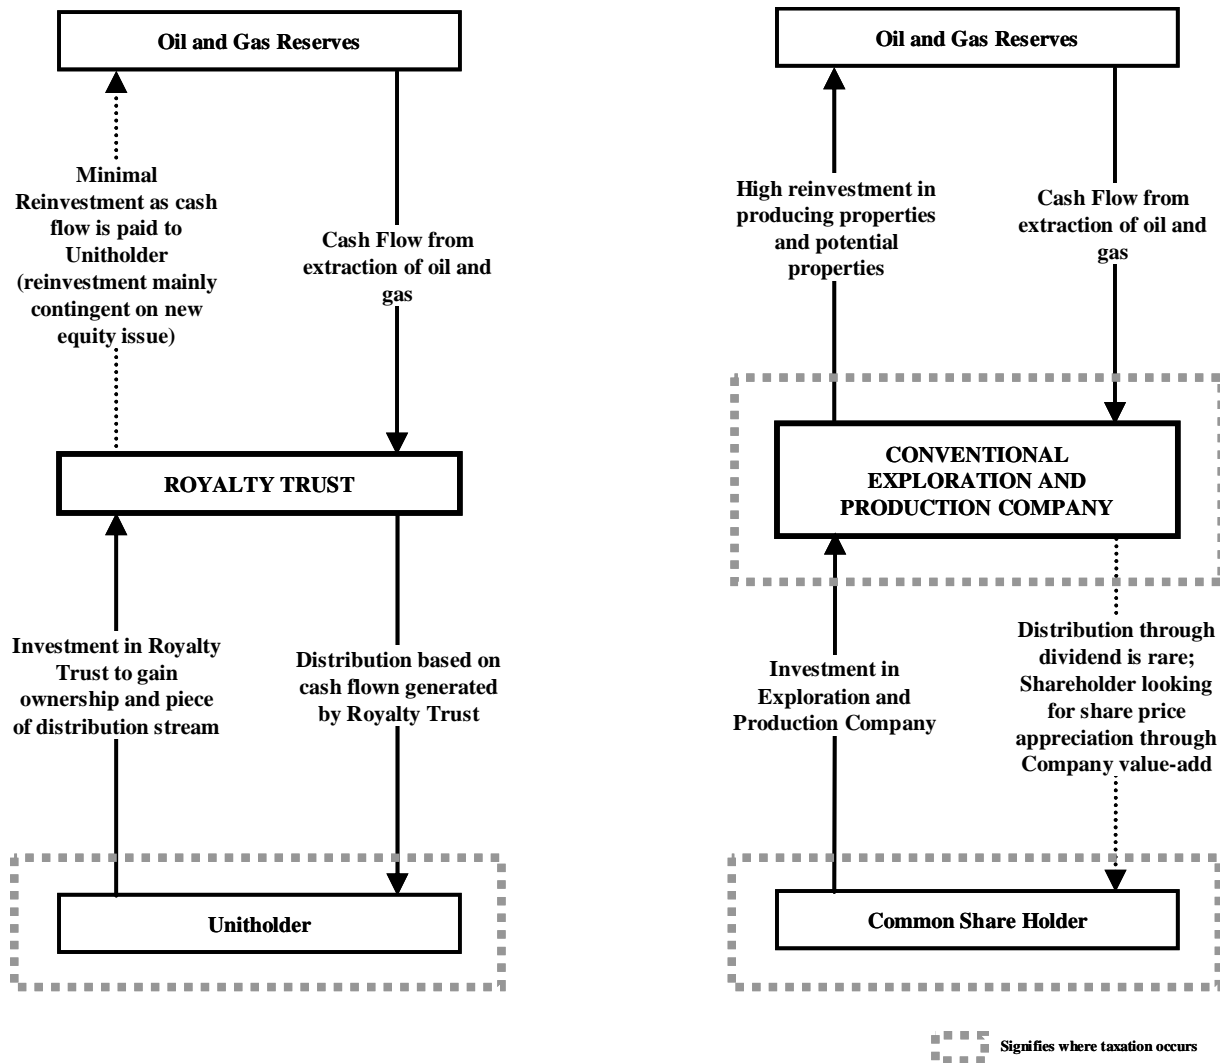 Oil and Gas Reserves
Minimal
Reinvestment as cash
flow is paid to
Unitholder
(reinvestment mainly
contingent on new
equity issue)
Cash Flow from
extraction of oil and
gas
ROYALTY TRUST
Investment in Royalty
Trust to gain
ownership and piece
of distribution stream
Distribution based on
cash flown generated
by Royalty Trust
Unitholder
Oil and Gas Reserves
High reinvestment in
producing properties
and potential
properties
Cash Flow from
extraction of oil and
gas
CONVENTIONAL
EXPLORATION AND
PRODUCTION COMPANY
Investment in
Exploration and
Production Company
Distribution through
dividend is rare;
Shareholder looking
for share price
appreciation through
Company value-add
Common Share Holder
Signifies where taxation occurs